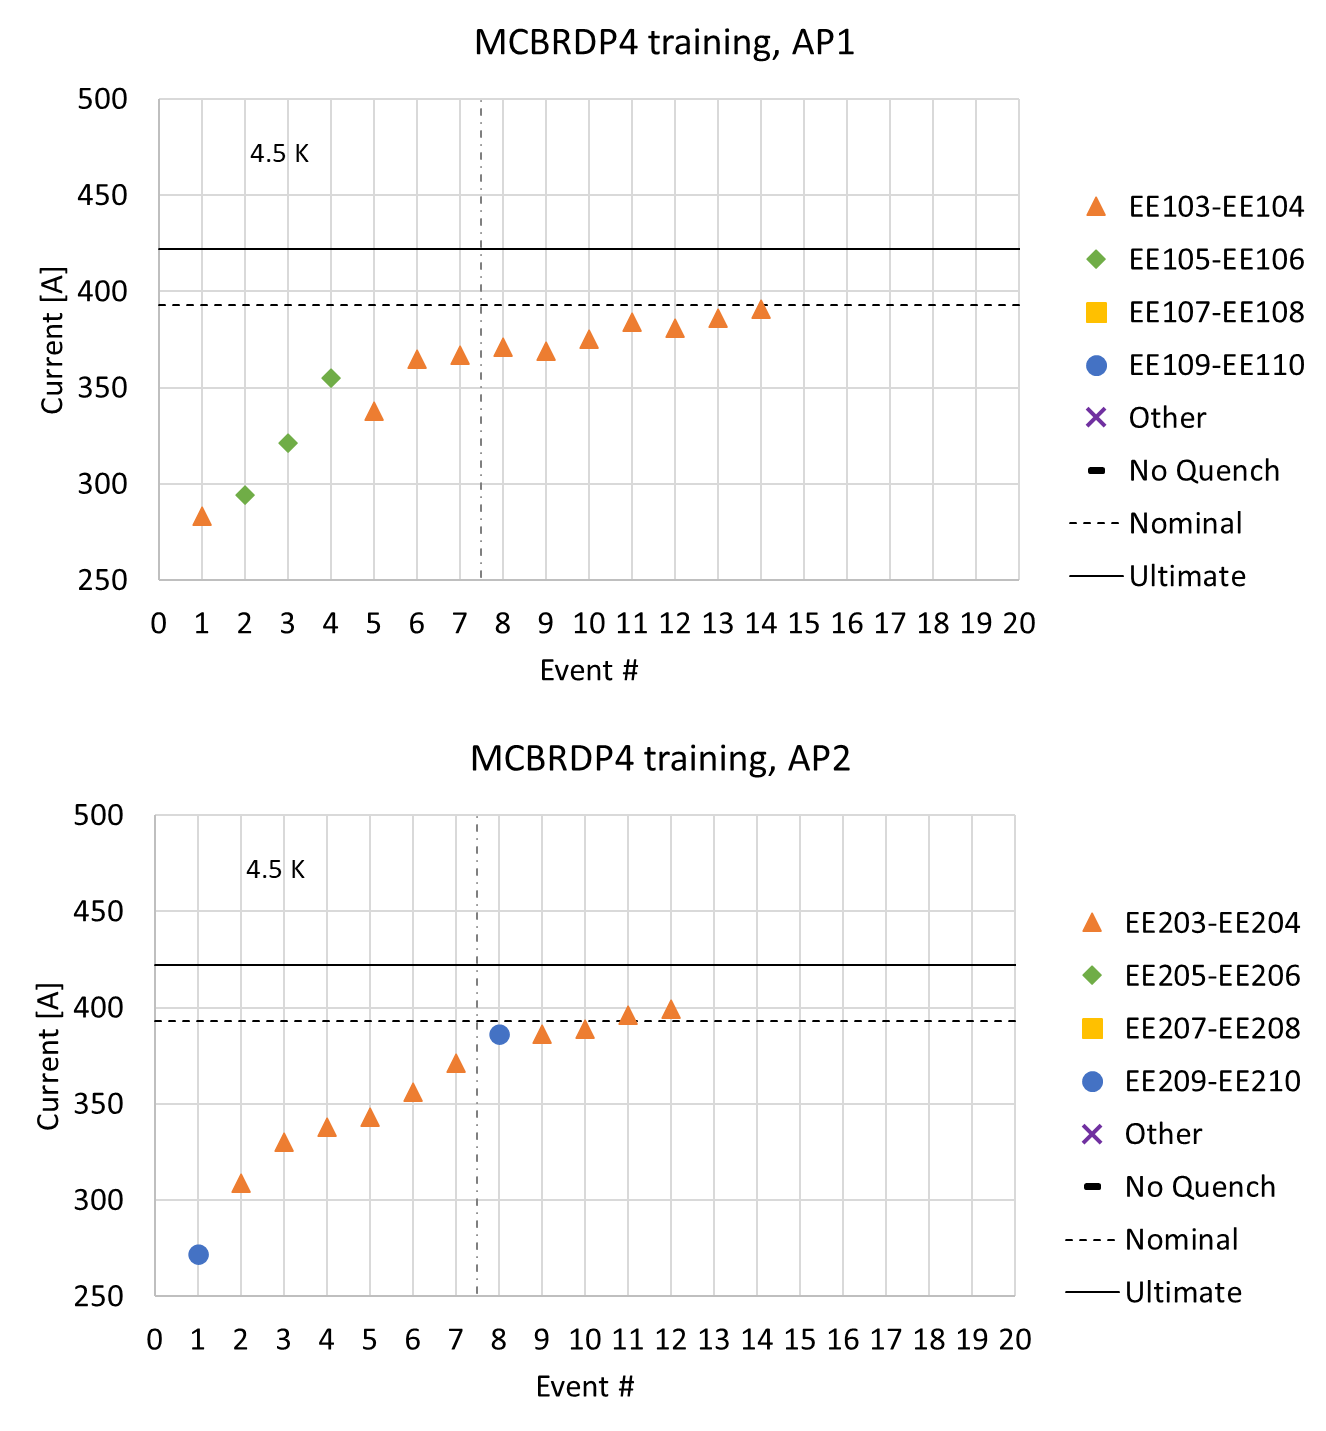 MCBRDP4 training, AP1
500
450
400
350
300
250
Current [A]
4.5 K
0 1 2 3 4 5 6 7 8 9 10 11 12 13 14 15 16 17 18 19 20
Event #
EE103-EE104
EE105-EE106
EE107-EE108
EE109-EE110
Other
No Quench
Nominal
Ultimate
MCBRDP4 training, AP2
500
450
400
350
300
250
Current [A]
4.5 K
0 1 2 3 4 5 6 7 8 9 10 11 12 13 14 15 16 17 18 19 20
Event #
EE203-EE204
EE205-EE206
EE207-EE208
EE209-EE210
Other
No Quench
Nominal
Ultimate